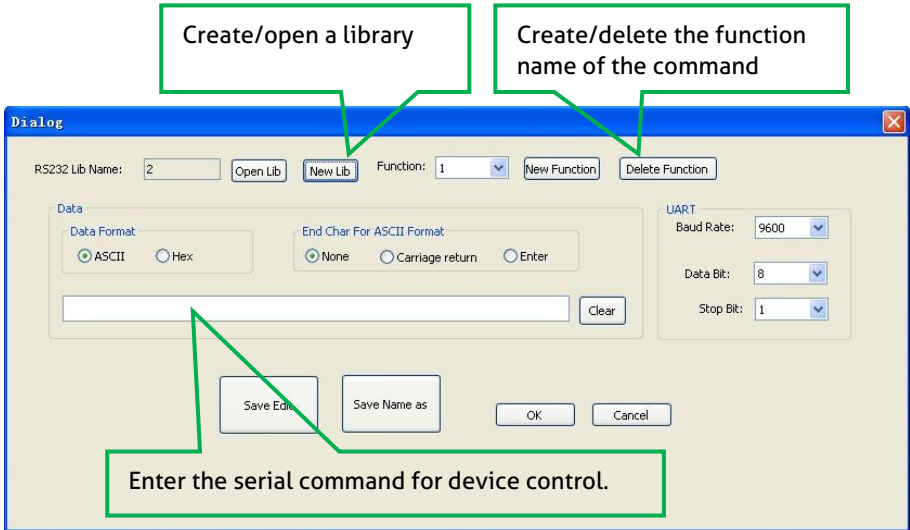 Create/open a library
Create/delete the function
name of the command
Dialog
RS232 Lib Name:
2
Open Lib
New Lib
Function:
1
New Function
Delete Function
Data
Data Format
ASCII
Hex
End Char For ASCII Format
None
Carriage return
Enter
Clear
UART
Baud Rate:
9600
Data Bit:
8
Stop Bit:
1
Save Edit
Save Name as
OK
Cancel
Enter the serial command for device control.